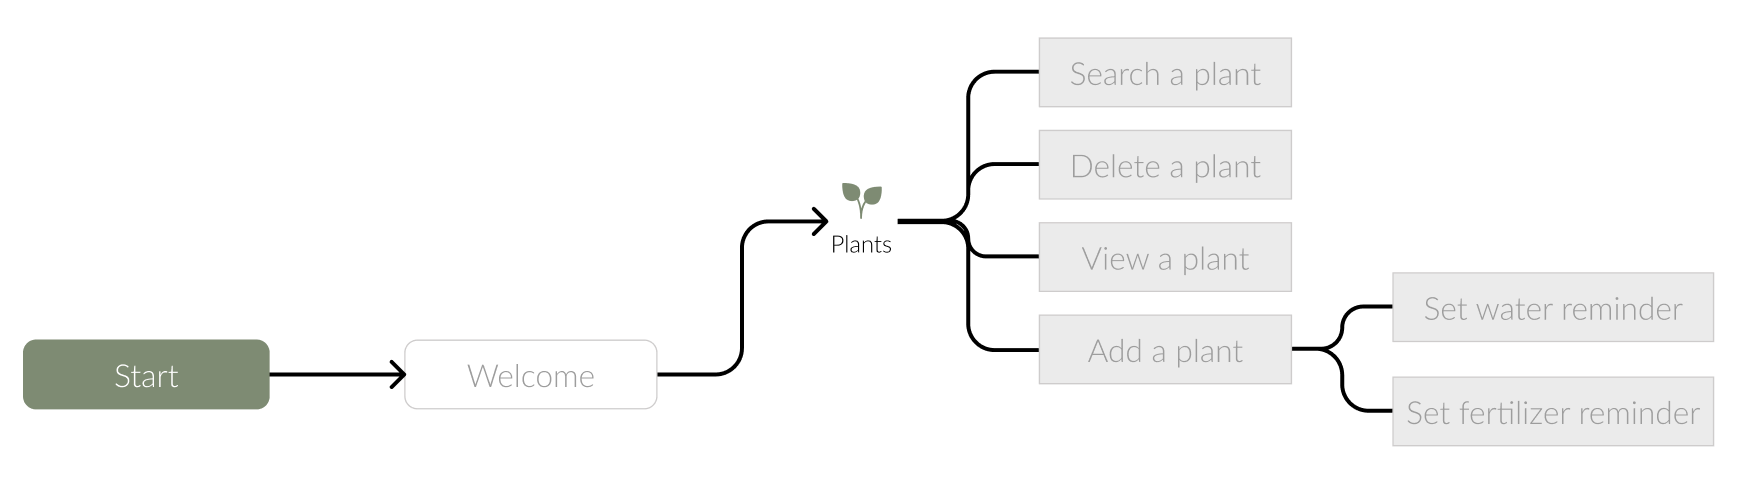 Start
Welcome
Plants
Search a plant
Delete a plant
View a plant
Add a plant
Set water reminder
Set fertilizer reminder